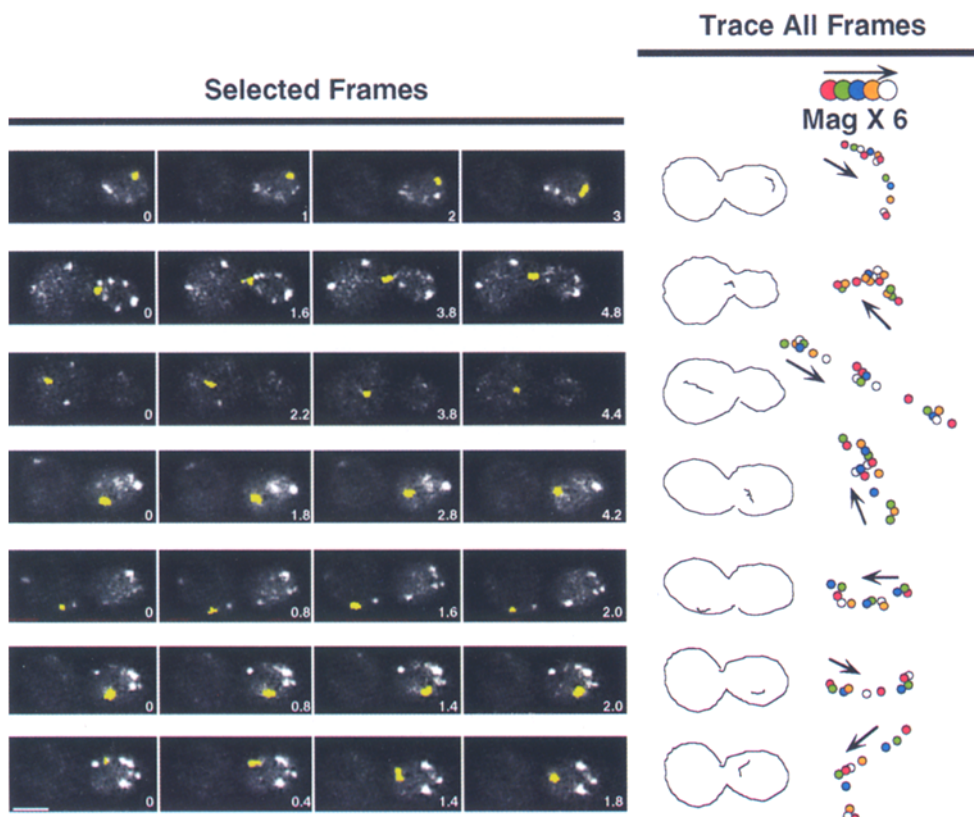 Trace All Frames
Selected Frames
Mag X 6
0 1 2 3
0 1.6 3.8 4.8
0 2.2 3.8 4.4
0 1.8 2.8 4.2
0 0.8 1.6 2.0
0 0.8 1.4 2.0
0 0.4 1.4 1.8